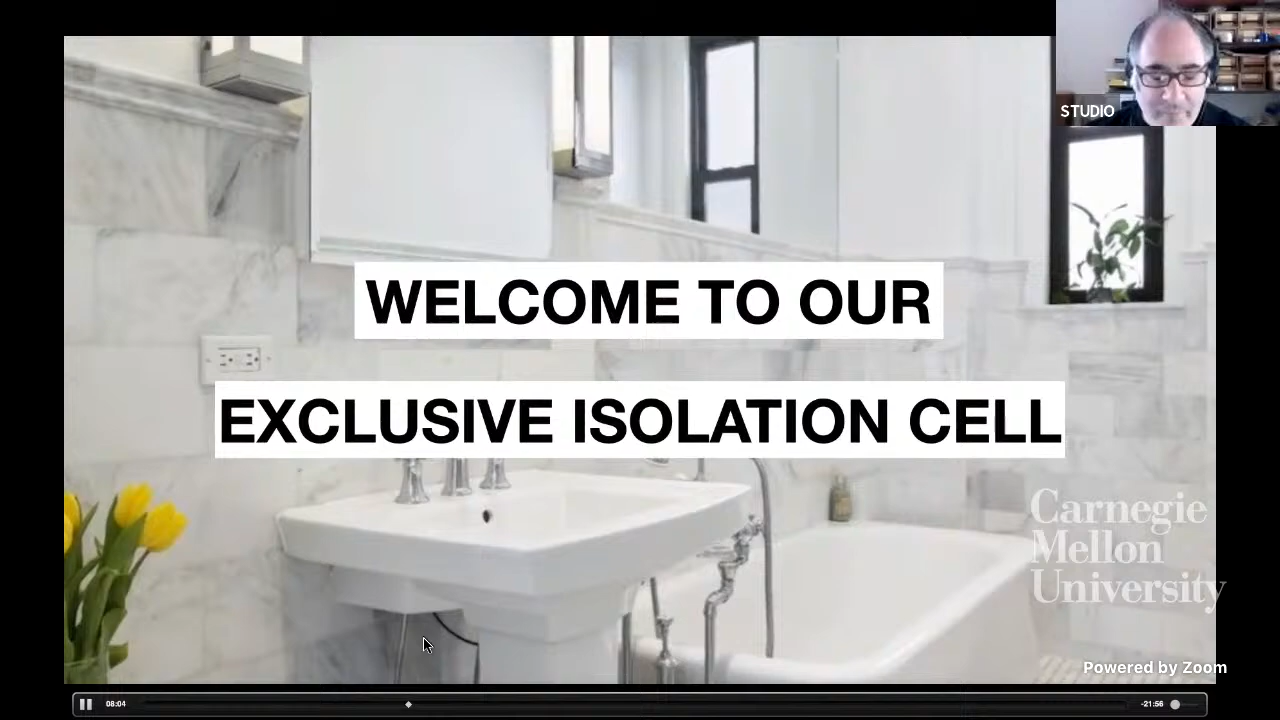 STUDIO
WELCOME TO OUR
EXCLUSIVE ISOLATION CELL
Carnegie
Mellon
University
Powered by Zoom
08:04
-21:56